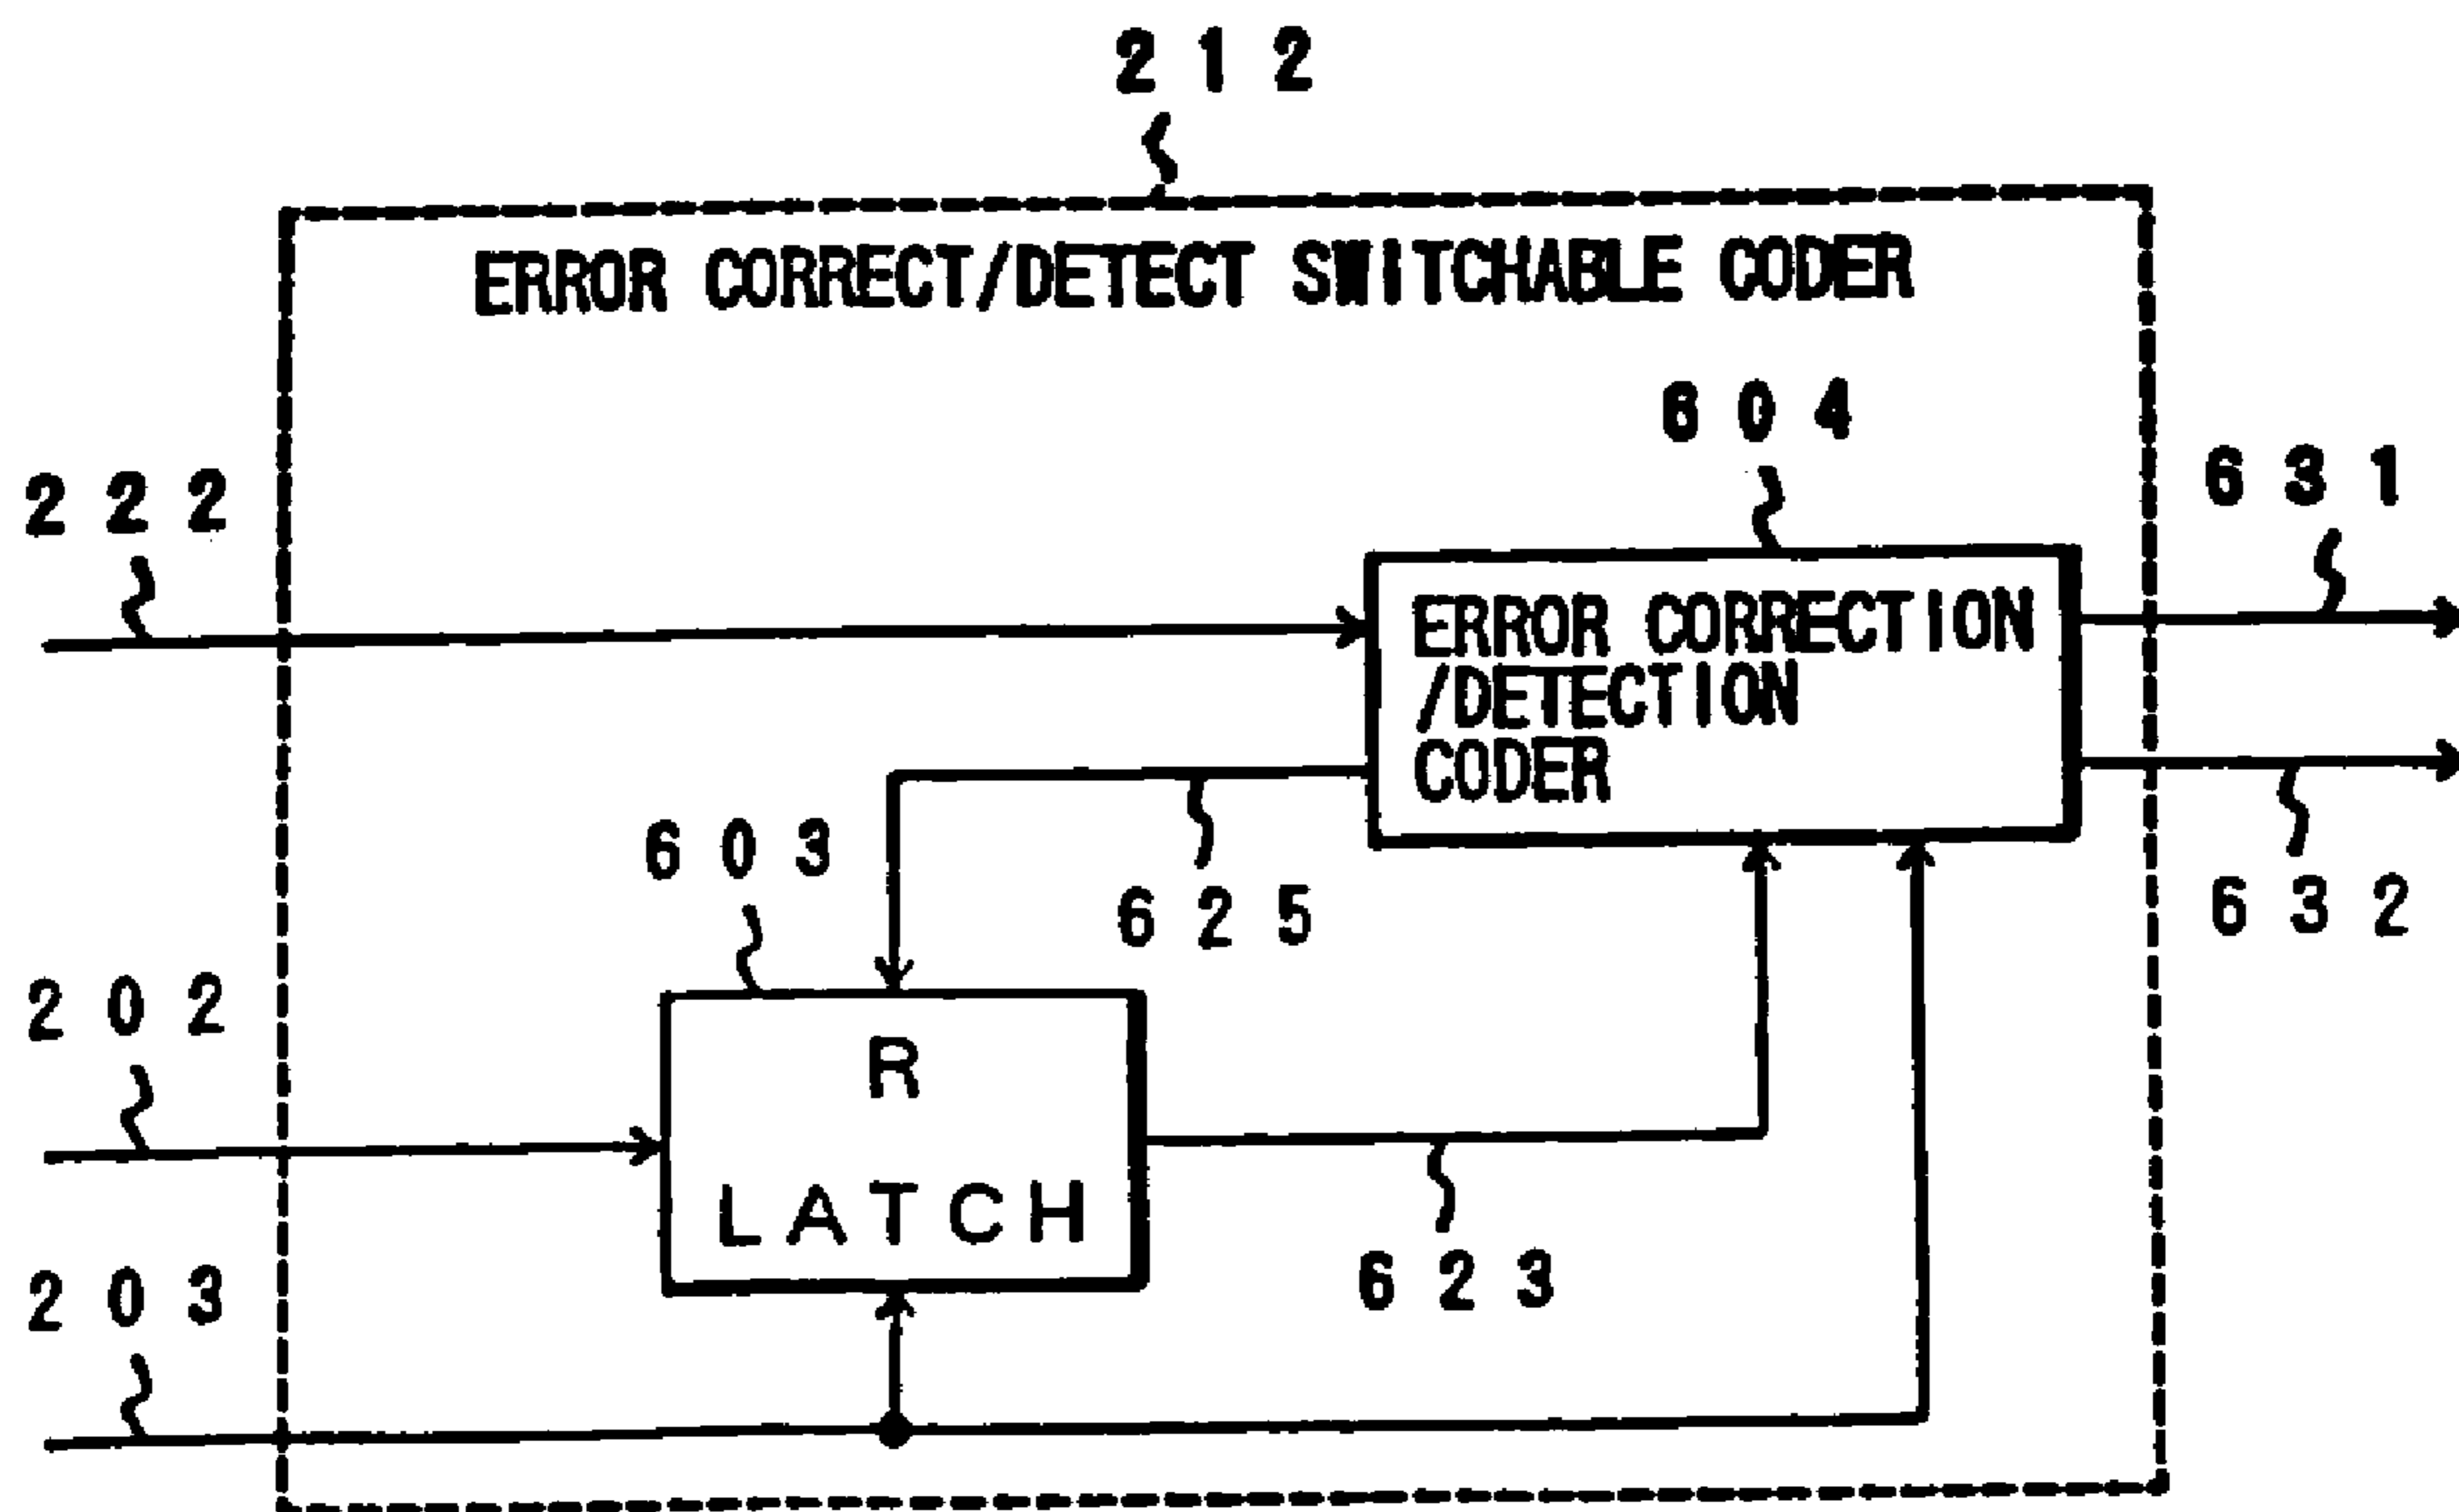 212
ERROR CORRECT/DETECT SWITCHABLE CODER
604
222
631
ERROR CORRECTION
/DETECTION
CODER
603
625
632
202
R
LATCH
623
203